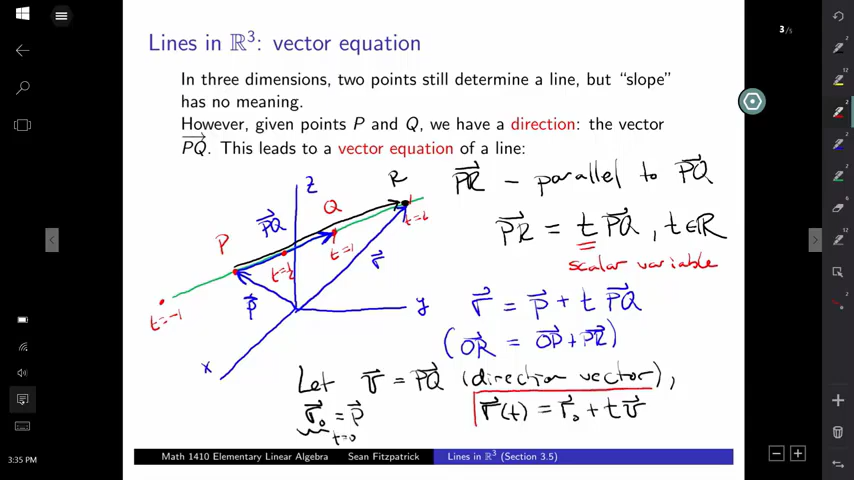 3/5
Lines in ℝ³: vector equation
In three dimensions, two points still determine a line, but “slope”
has no meaning.
However, given points P and Q, we have a direction: the vector
PQ⃗. This leads to a vector equation of a line:
PR⃗ – parallel to PQ⃗
PR⃗ = t PQ⃗, t∈ℝ
scalar variable
z
R
Q
PQ⃗
P
t=2
t=1
t=½
r⃗
p⃗
t=-1
y
x
r⃗ = p⃗ + t PQ⃗
(OR⃗ = OP⃗ + PR⃗)
Let v⃗ = PQ⃗ (direction vector),
r⃗₀ = p⃗
t=0
r⃗(t) = r⃗₀ + t v⃗
Math 1410 Elementary Linear Algebra Sean Fitzpatrick Lines in ℝ³ (Section 3.5)
3:35 PM